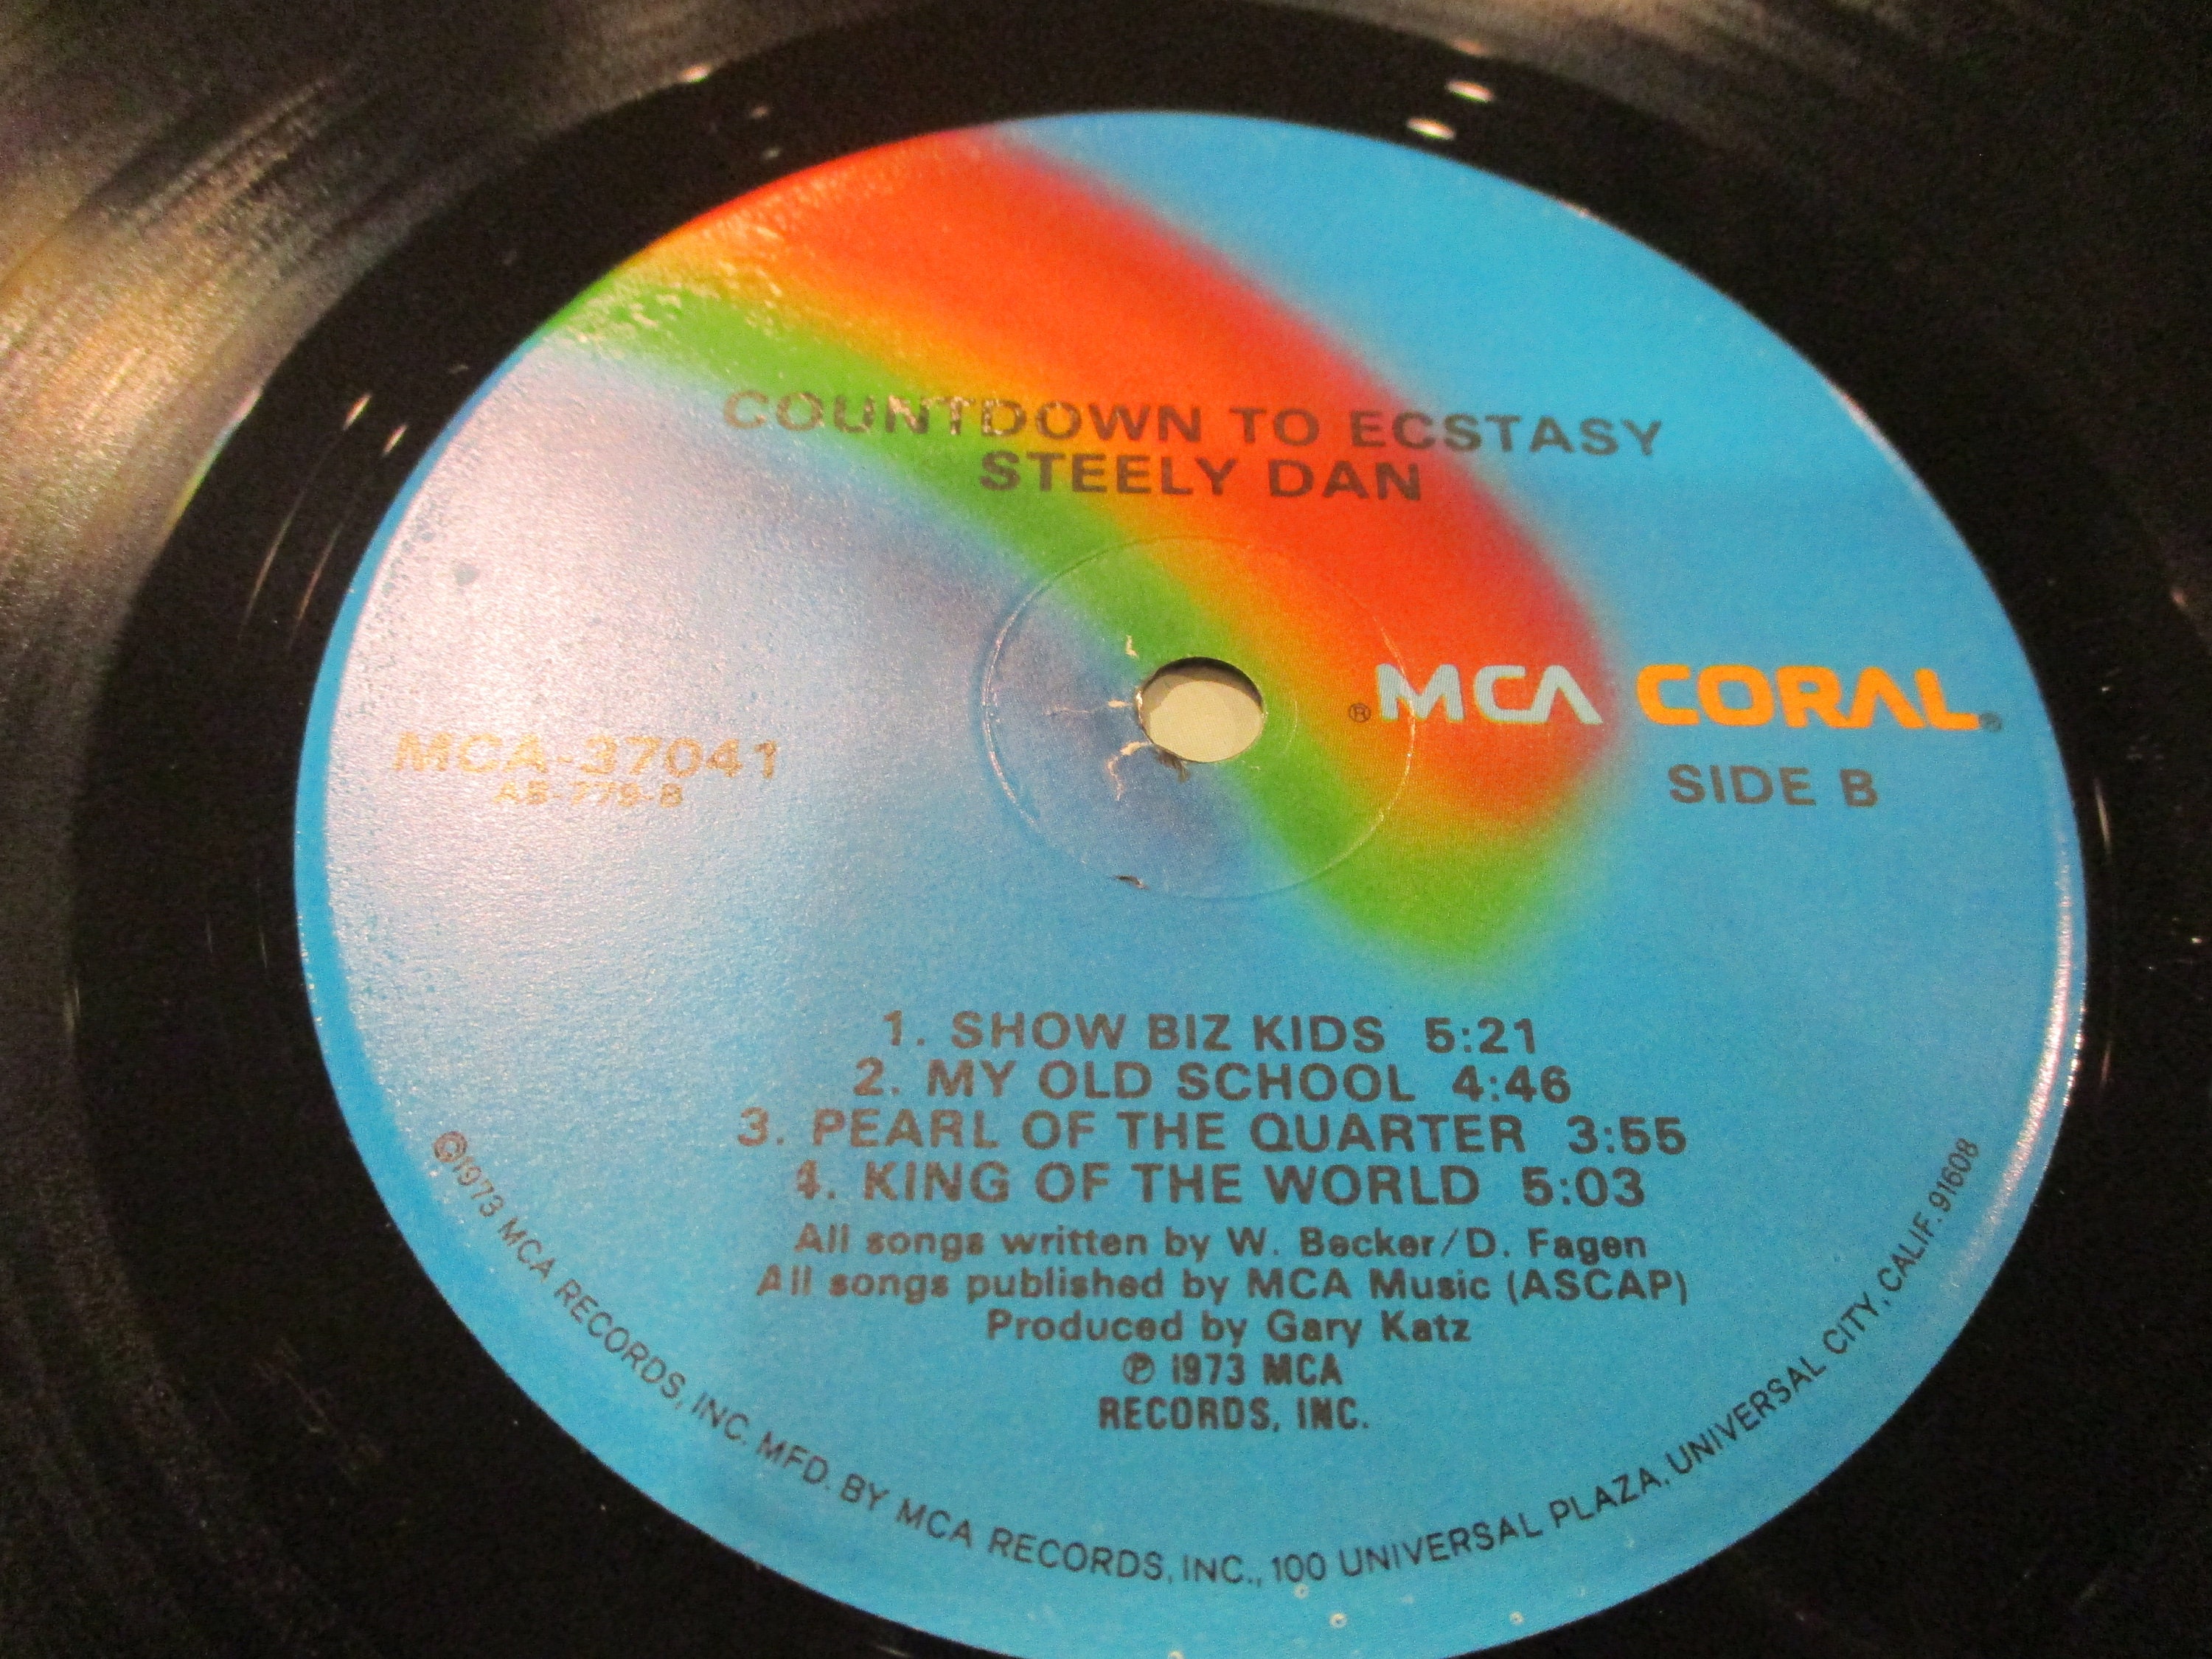 COUNTDOWN TO ECSTASY
STEELY DAN
® MCA CORAL®
MCA-37041
AB-779-B
SIDE B
1. SHOW BIZ KIDS 5:21
2. MY OLD SCHOOL 4:46
3. PEARL OF THE QUARTER 3:55
4. KING OF THE WORLD 5:03
All songs written by W. Becker/D. Fagen
All songs published by MCA Music (ASCAP)
Produced by Gary Katz
℗ 1973 MCA
RECORDS, INC.
©1973 MCA RECORDS, INC. MFD. BY MCA RECORDS, INC., 100 UNIVERSAL PLAZA, UNIVERSAL CITY, CALIF. 91608